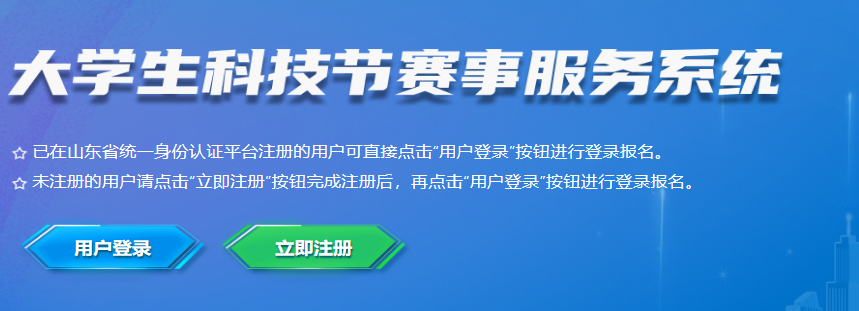 大学生科技节赛事服务系统
☆ 已在山东省统一身份认证平台注册的用户可直接点击“用户登录”按钮进行登录报名。
☆ 未注册的用户请点击“立即注册”按钮完成注册后，再点击“用户登录”按钮进行登录报名。
用户登录 立即注册